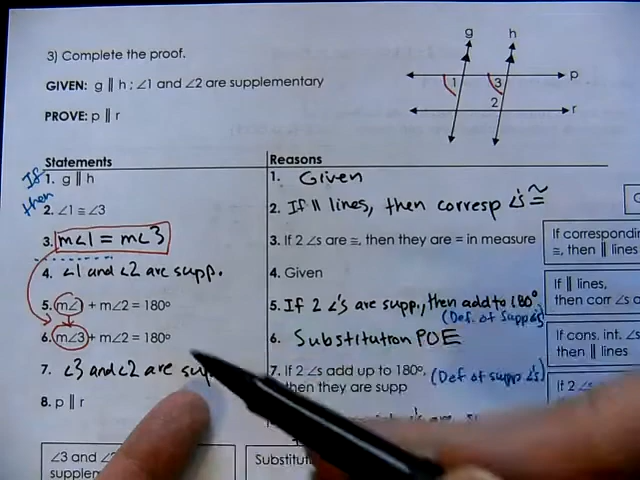 3) Complete the proof.
GIVEN: g ∥ h ; ∠1 and ∠2 are supplementary
PROVE: p ∥ r
g h
1 3 p
2 r
Statements Reasons
If 1. g ∥ h 1. Given
then 2. ∠1 ≅ ∠3 2. If ∥ lines, then corresp ∠'s ≅
3. m∠1 = m∠3 3. If 2 ∠s are ≅, then they are = in measure
4. ∠1 and ∠2 are supp. 4. Given
5. m∠1 + m∠2 = 180° 5. If 2 ∠'s are supp., then add to 180°
(Def. of Supp ∠s)
6. m∠3 + m∠2 = 180° 6. Substitution POE
7. ∠3 and ∠2 are 7. If 2 ∠s add up to 180°, (Def of supp ∠'s)
then they are supp
8. p ∥ r
If corresponding
≅, then ∥ lines
If ∥ lines,
then corr ∠s
If cons. int. ∠s
then ∥ lines
If 2
∠3 and
supplem